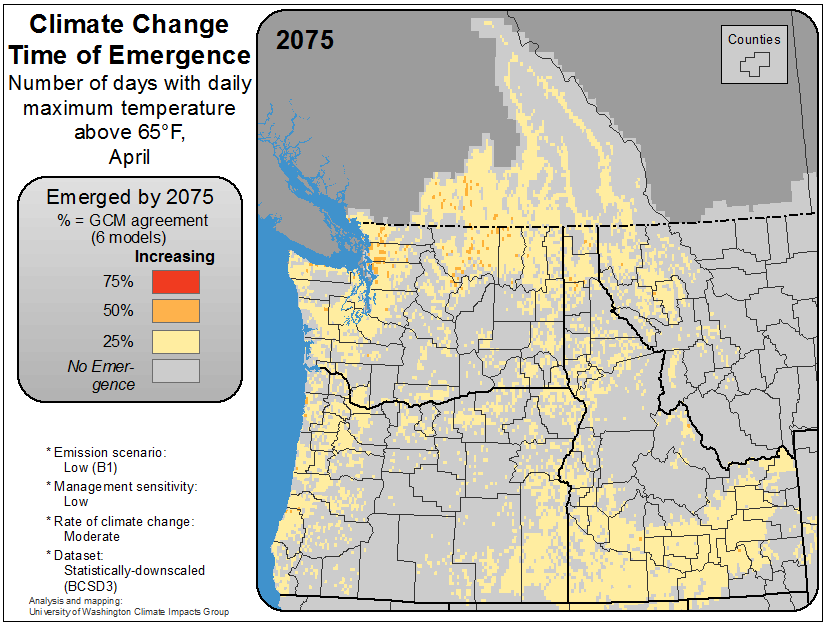 Climate Change
Time of Emergence
Number of days with daily
maximum temperature
above 65°F,
April
2075
Counties
Emerged by 2075
% = GCM agreement
(6 models)
Increasing
75%
50%
25%
No Emer-
gence
* Emission scenario:
Low (B1)
* Management sensitivity:
Low
* Rate of climate change:
Moderate
* Dataset:
Statistically-downscaled
(BCSD3)
Analysis and mapping:
University of Washington Climate Impacts Group